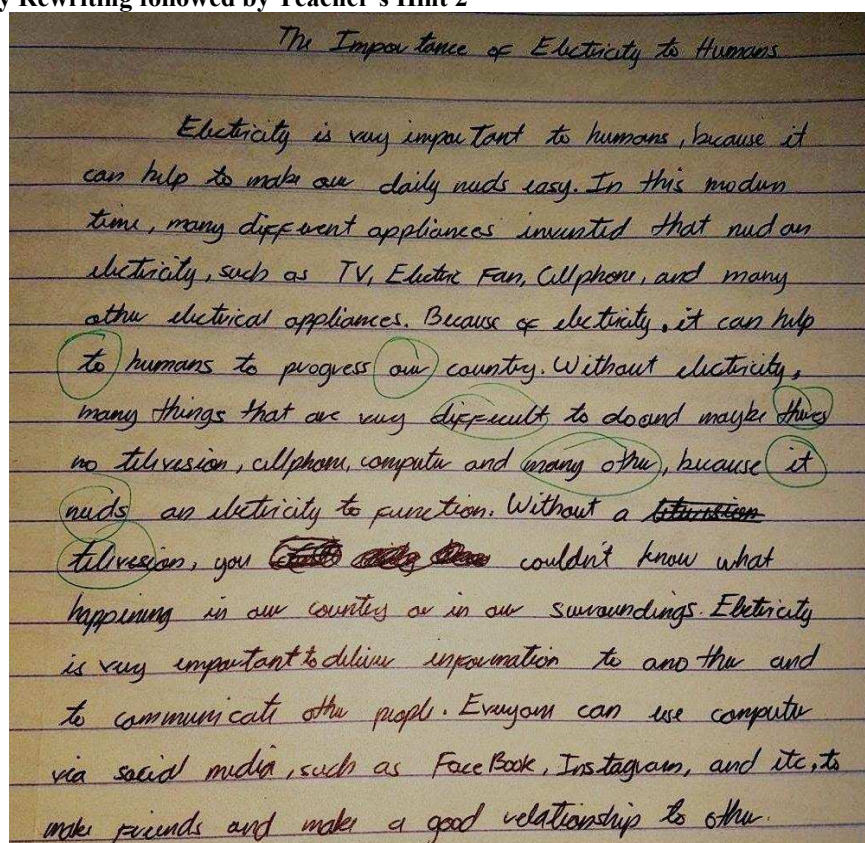 y Rewriting followed by Teacher's Hint 2
The Importance of Electricity to Humans
Electricity is very important to humans, because it
can help to make our daily needs easy. In this modern
time, many different appliances invented that need an
electricity, such as TV, Electric Fan, Cellphone, and many
other electrical appliances. Because of electricity, it can help
to humans to progress our country. Without electricity,
many things that are very difficult to do and maybe theres
no telivesion, cellphone, computer and many other, because it
needs an electricity to function. Without a
telivesion, you couldn't know what
happining in our country or in our surroundings. Electricity
is very important to deliver information to another and
to communicate other people. Everyone can use computer
via social media, such as FaceBook, Instagram, and etc, to
make friends and make a good relationship to other.